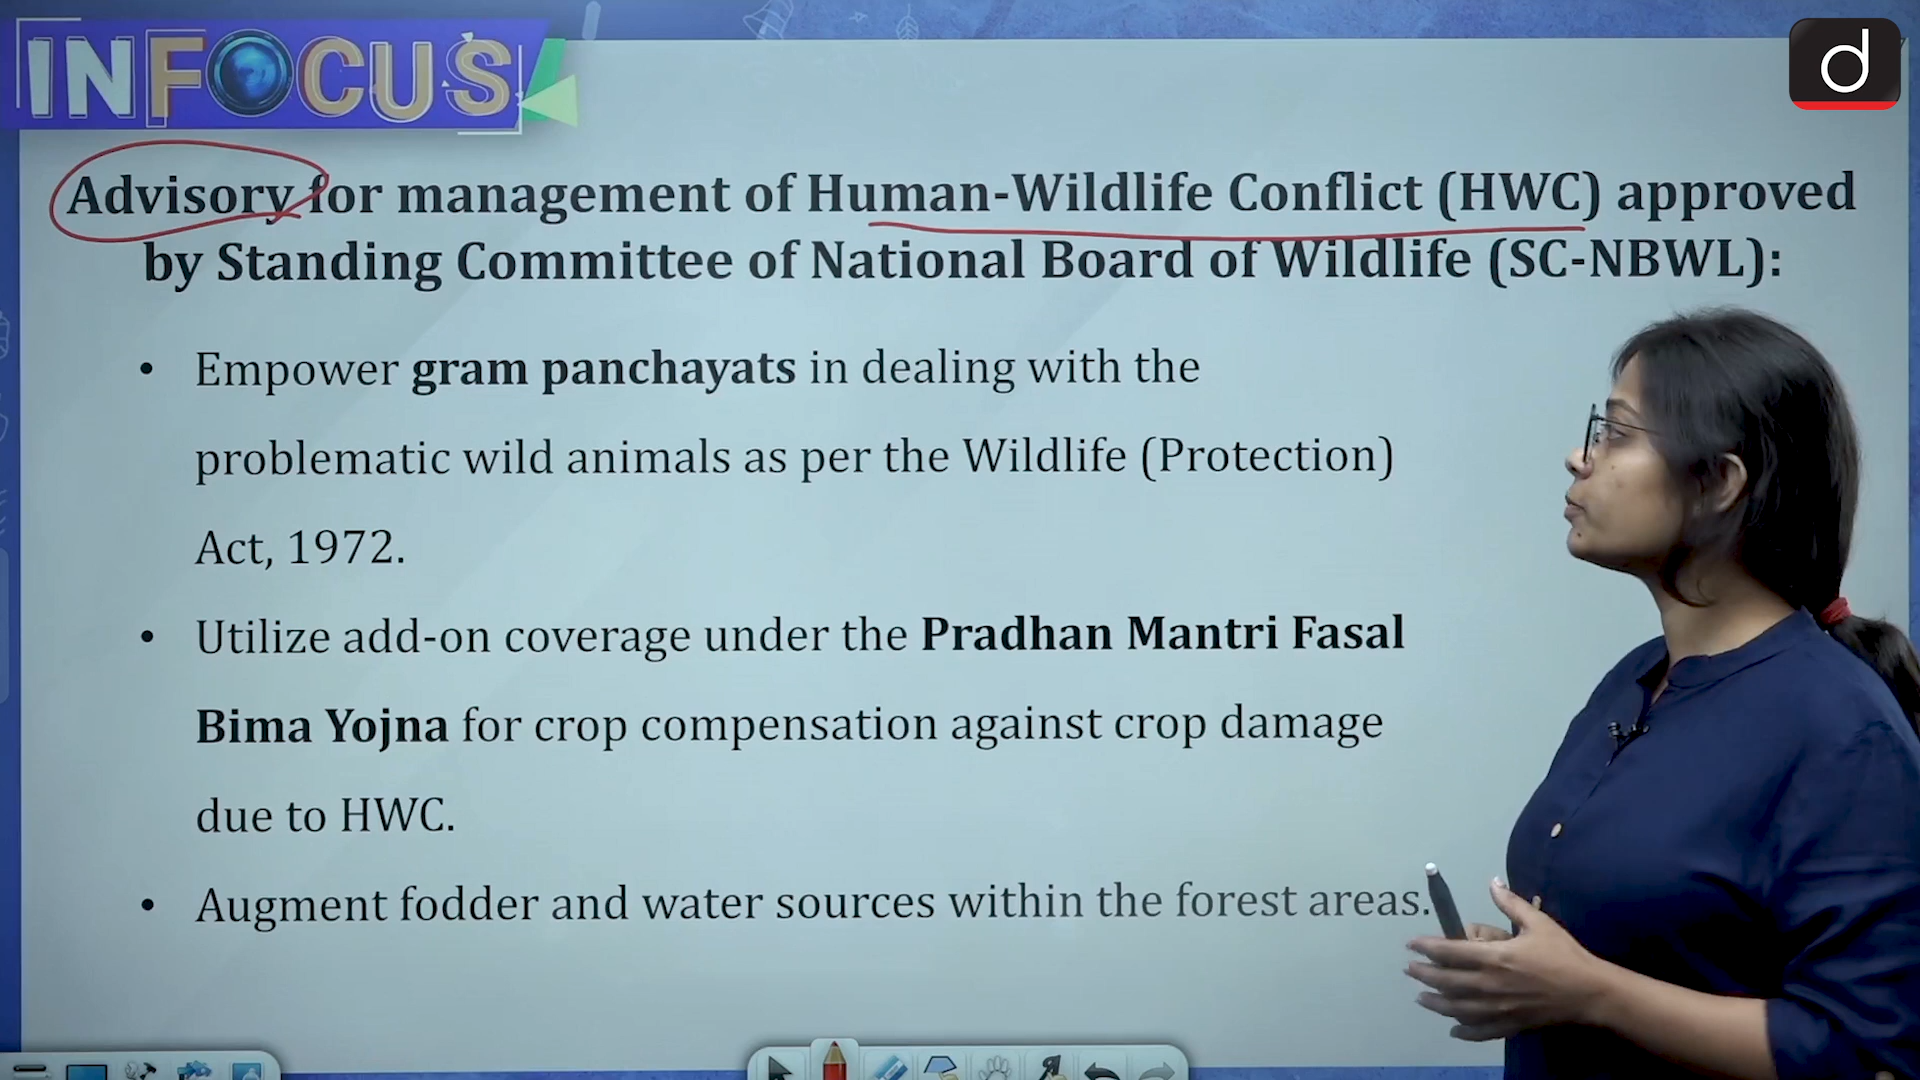 INFOCUS
d
Advisory for management of Human-Wildlife Conflict (HWC) approved
by Standing Committee of National Board of Wildlife (SC-NBWL):
• Empower gram panchayats in dealing with the
problematic wild animals as per the Wildlife (Protection)
Act, 1972.
• Utilize add-on coverage under the Pradhan Mantri Fasal
Bima Yojna for crop compensation against crop damage
due to HWC.
• Augment fodder and water sources within the forest areas.